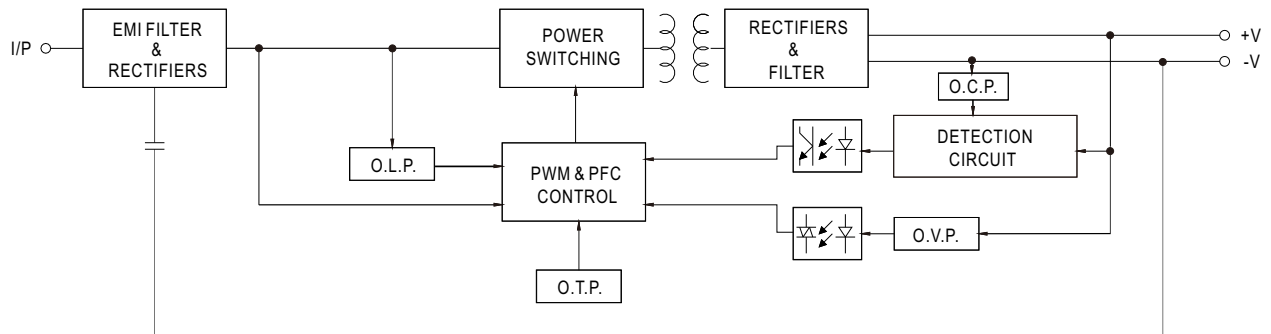 I/P
EMI FILTER
&
RECTIFIERS
POWER
SWITCHING
RECTIFIERS
&
FILTER
+V
-V
O.C.P.
DETECTION
CIRCUIT
O.L.P.
PWM & PFC
CONTROL
O.V.P.
O.T.P.